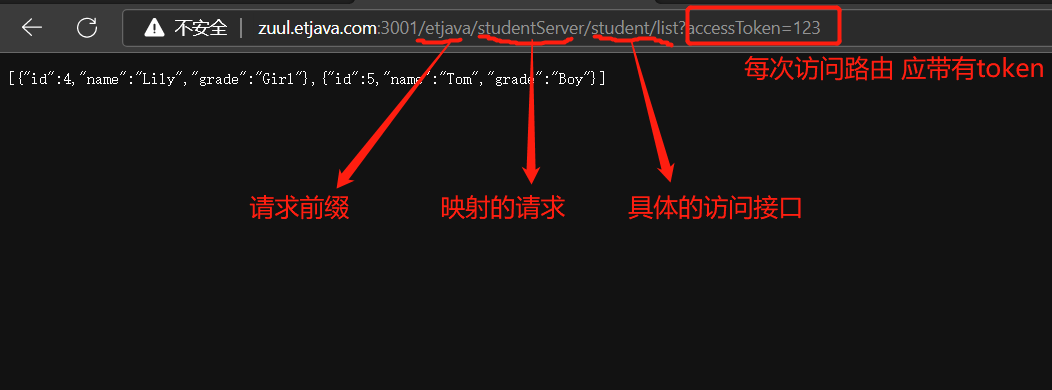 不安全 | zuul.etjava.com:3001/etjava/studentServer/student/list?accessToken=123
[{"id":4,"name":"Lily","grade":"Girl"},{"id":5,"name":"Tom","grade":"Boy"}]
每次访问路由 应带有token
请求前缀
映射的请求
具体的访问接口